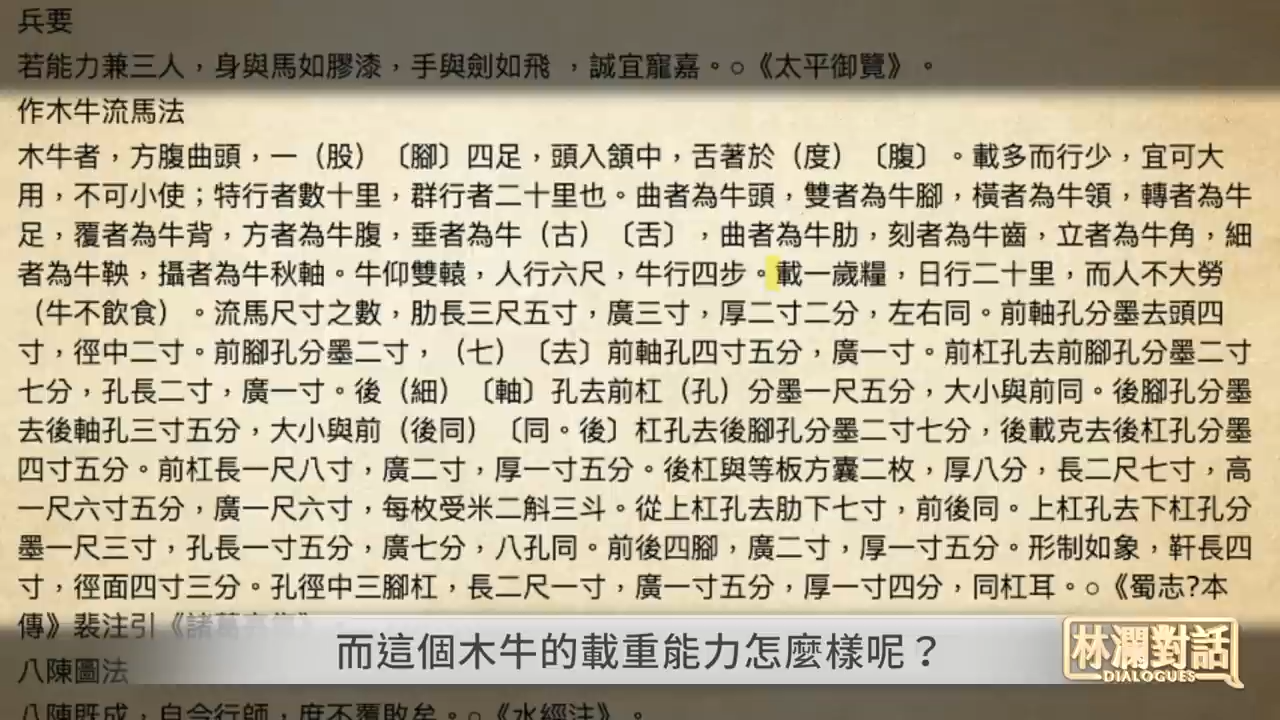 兵要
若能力兼三人，身與馬如膠漆，手與劍如飛 ，誠宜寵嘉。○《太平御覽》。
作木牛流馬法
木牛者，方腹曲頭，一（股）〔腳〕四足，頭入頷中，舌著於（度）〔腹〕。載多而行少，宜可大
用，不可小使；特行者數十里，群行者二十里也。曲者為牛頭，雙者為牛腳，橫者為牛領，轉者為牛
足，覆者為牛背，方者為牛腹，垂者為牛（古）〔舌〕，曲者為牛肋，刻者為牛齒，立者為牛角，細
者為牛鞅，攝者為牛秋軸。牛仰雙轅，人行六尺，牛行四步。載一歲糧，日行二十里，而人不大勞
（牛不飲食）。流馬尺寸之數，肋長三尺五寸，廣三寸，厚二寸二分，左右同。前軸孔分墨去頭四
寸，徑中二寸。前腳孔分墨二寸，（七）〔去〕前軸孔四寸五分，廣一寸。前杠孔去前腳孔分墨二寸
七分，孔長二寸，廣一寸。後（細）〔軸〕孔去前杠（孔）分墨一尺五分，大小與前同。後腳孔分墨
去後軸孔三寸五分，大小與前（後同）〔同。後〕杠孔去後腳孔分墨二寸七分，後載克去後杠孔分墨
四寸五分。前杠長一尺八寸，廣二寸，厚一寸五分。後杠與等板方囊二枚，厚八分，長二尺七寸，高
一尺六寸五分，廣一尺六寸，每枚受米二斛三斗。從上杠孔去肋下七寸，前後同。上杠孔去下杠孔分
墨一尺三寸，孔長一寸五分，廣七分，八孔同。前後四腳，廣二寸，厚一寸五分。形制如象，靬長四
寸，徑面四寸三分。孔徑中三腳杠，長二尺一寸，廣一寸五分，厚一寸四分，同杠耳。○《蜀志?本
傳》裴注引《諸葛亮集》。
而這個木牛的載重能力怎麼樣呢？
林瀾對話
DIALOGUES
八陳圖法
八陳既成，自今行師，庶不覆敗矣。○《水經注》。